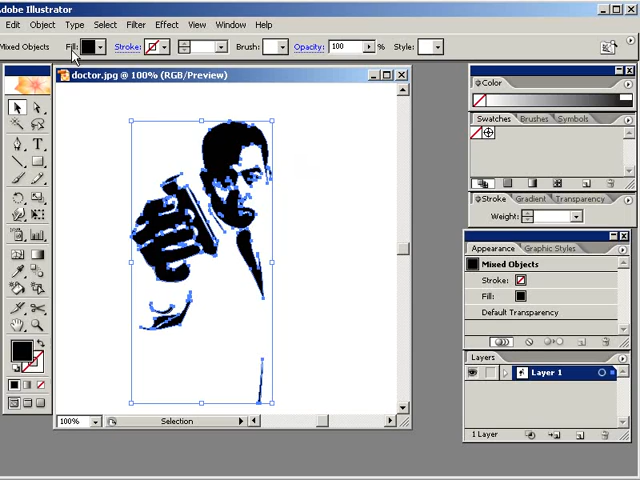 Adobe Illustrator
Edit Object Type Select Filter Effect View Window Help
Mixed Objects Fill: Stroke: Brush: Opacity: 100 Style:
doctor.jpg @ 100% (RGB/Preview)
Color
Swatches Brushes Symbols
Stroke Gradient Transparency
Weight:
Appearance Graphic Styles
Mixed Objects
Stroke:
Fill:
Default Transparency
Layers
Layer 1
1 Layer
100% Selection